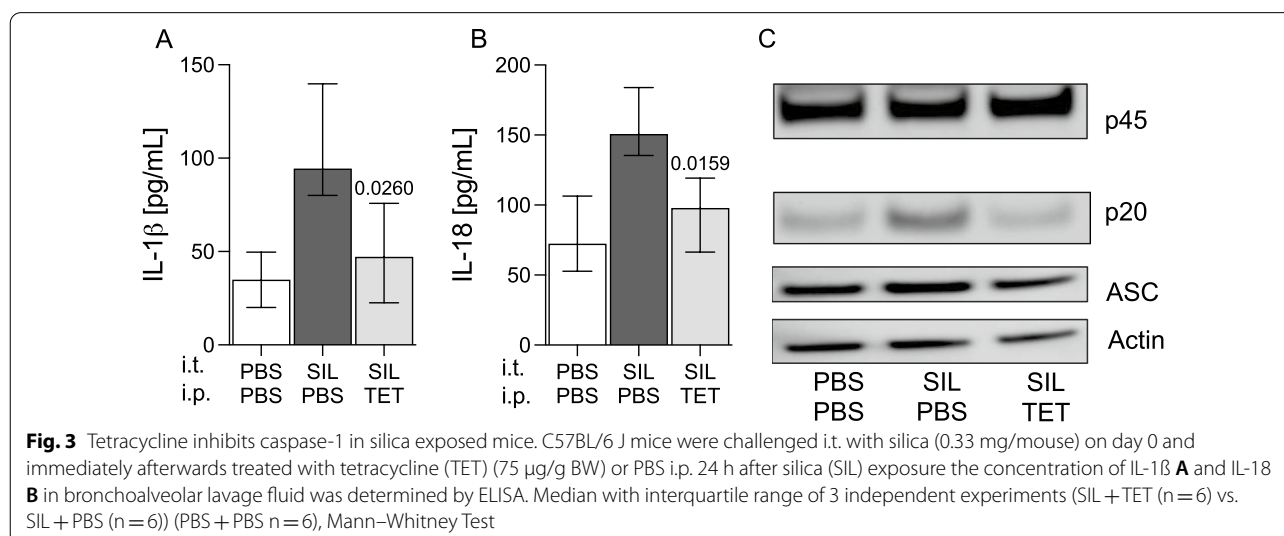 A
B
C
150
100
50
0
IL-1β [pg/mL]
0.0260
i.t. PBS SIL SIL
i.p. PBS PBS TET
200
150
100
50
0
IL-18 [pg/mL]
0.0159
PBS SIL SIL
PBS PBS TET
p45
p20
ASC
Actin
PBS SIL SIL
PBS PBS TET
Fig. 3 Tetracycline inhibits caspase-1 in silica exposed mice. C57BL/6 J mice were challenged i.t. with silica (0.33 mg/mouse) on day 0 and
immediately afterwards treated with tetracycline (TET) (75 µg/g BW) or PBS i.p. 24 h after silica (SIL) exposure the concentration of IL-1ß A and IL-18
B in bronchoalveolar lavage fluid was determined by ELISA. Median with interquartile range of 3 independent experiments (SIL + TET (n = 6) vs.
SIL + PBS (n = 6)) (PBS + PBS n = 6), Mann–Whitney Test